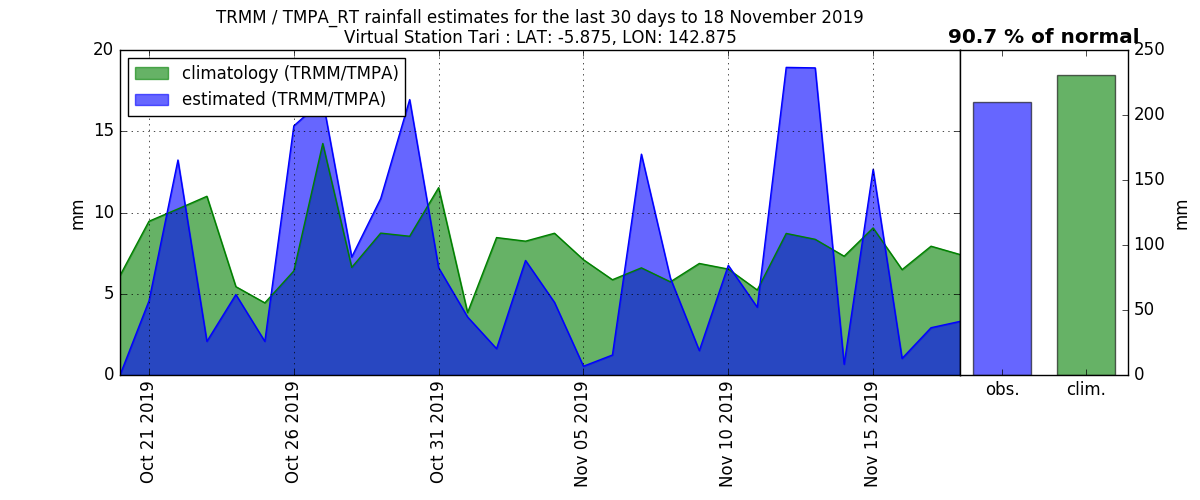 TRMM / TMPA_RT rainfall estimates for the last 30 days to 18 November 2019
Virtual Station Tari : LAT: -5.875, LON: 142.875
90.7 % of normal
climatology (TRMM/TMPA)
estimated (TRMM/TMPA)
20
15
10
5
0
mm
Oct 21 2019
Oct 26 2019
Oct 31 2019
Nov 05 2019
Nov 10 2019
Nov 15 2019
250
200
150
100
50
0
mm
obs.
clim.